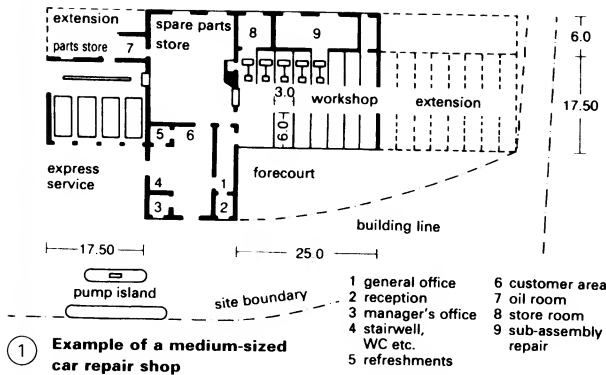 extension
parts store
7
spare parts
store
8
9
6.0
17.50
3.0
workshop
extension
6.0
5
6
express
service
4
3
1
2
forecourt
building line
17.50
25.0
pump island
site boundary
1 general office
2 reception
3 manager's office
4 stairwell,
WC etc.
5 refreshments
6 customer area
7 oil room
8 store room
9 sub-assembly
repair
1 Example of a medium-sized
car repair shop